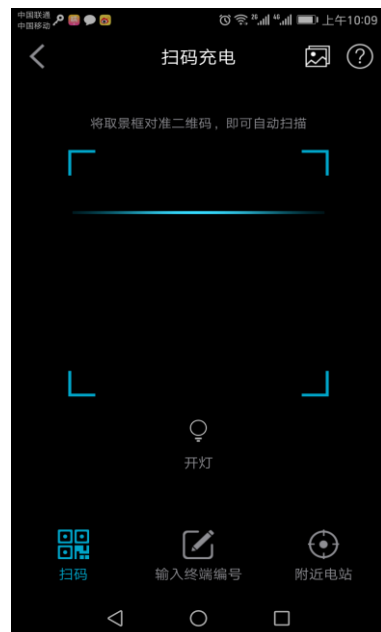 中国联通
中国移动
26 46 上午10:09
扫码充电
将取景框对准二维码，即可自动扫描
开灯
扫码 输入终端编号 附近电站